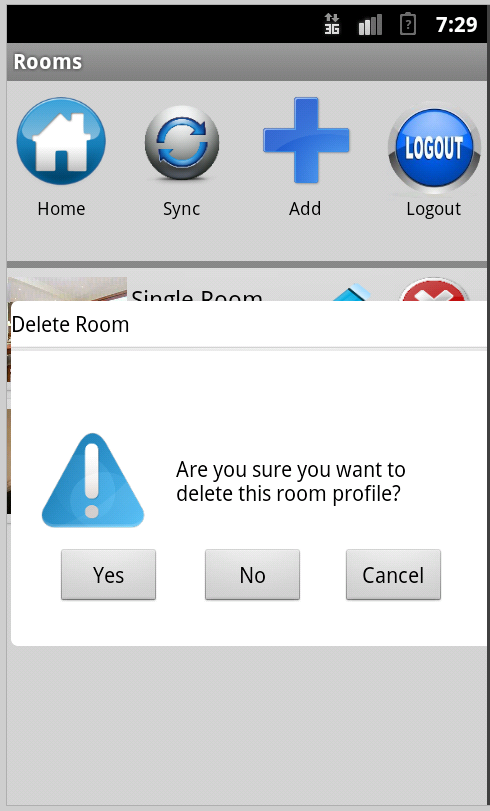 3G
7:29
Rooms
LOGOUT
Home
Sync
Add
Logout
Single Room
Delete Room
Are you sure you want to
delete this room profile?
Yes
No
Cancel